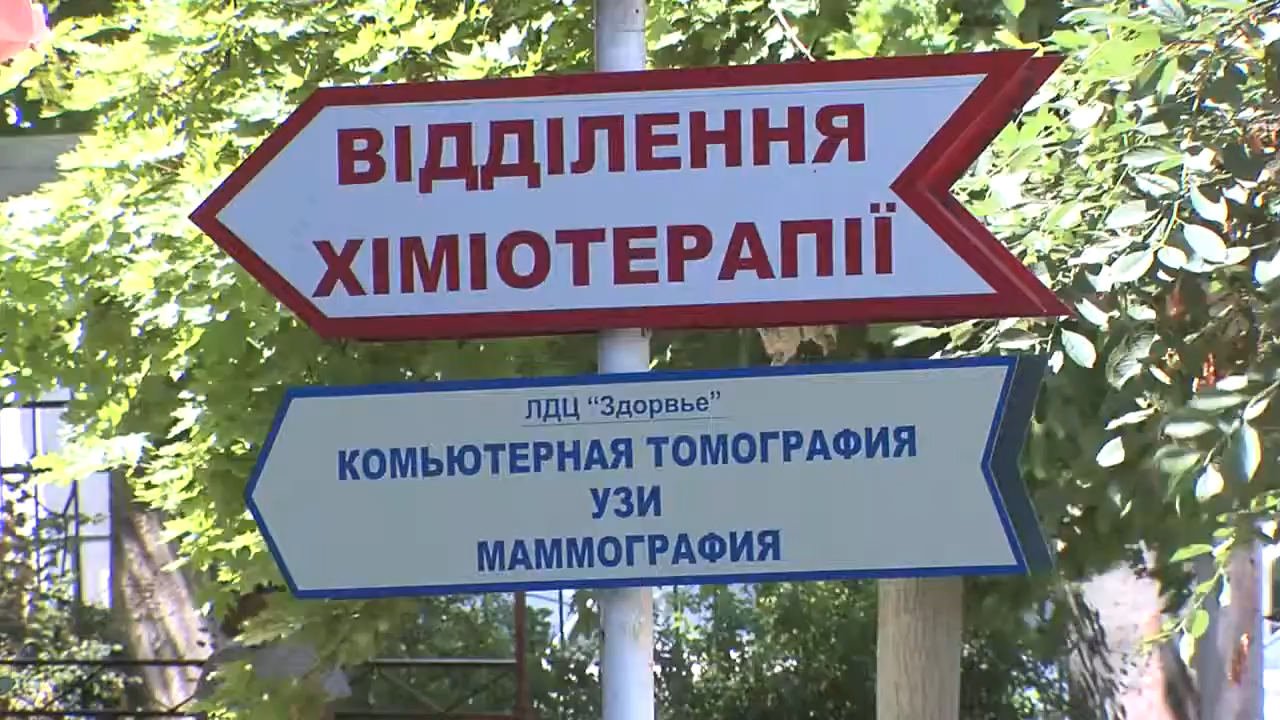 ВІДДІЛЕННЯ
ХІМІОТЕРАПІЇ
ЛДЦ “Здорвье”
КОМЬЮТЕРНАЯ ТОМОГРАФИЯ
УЗИ
МАММОГРАФИЯ